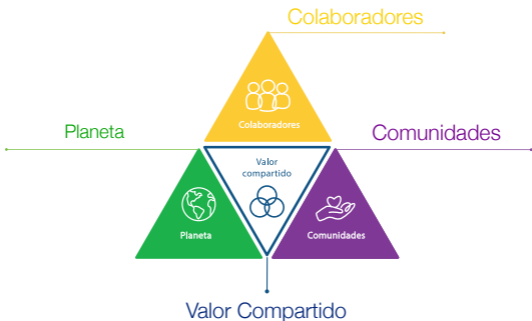 Colaboradores
Planeta
Comunidades
Colaboradores
Valor
compartido
Planeta
Comunidades
Valor Compartido